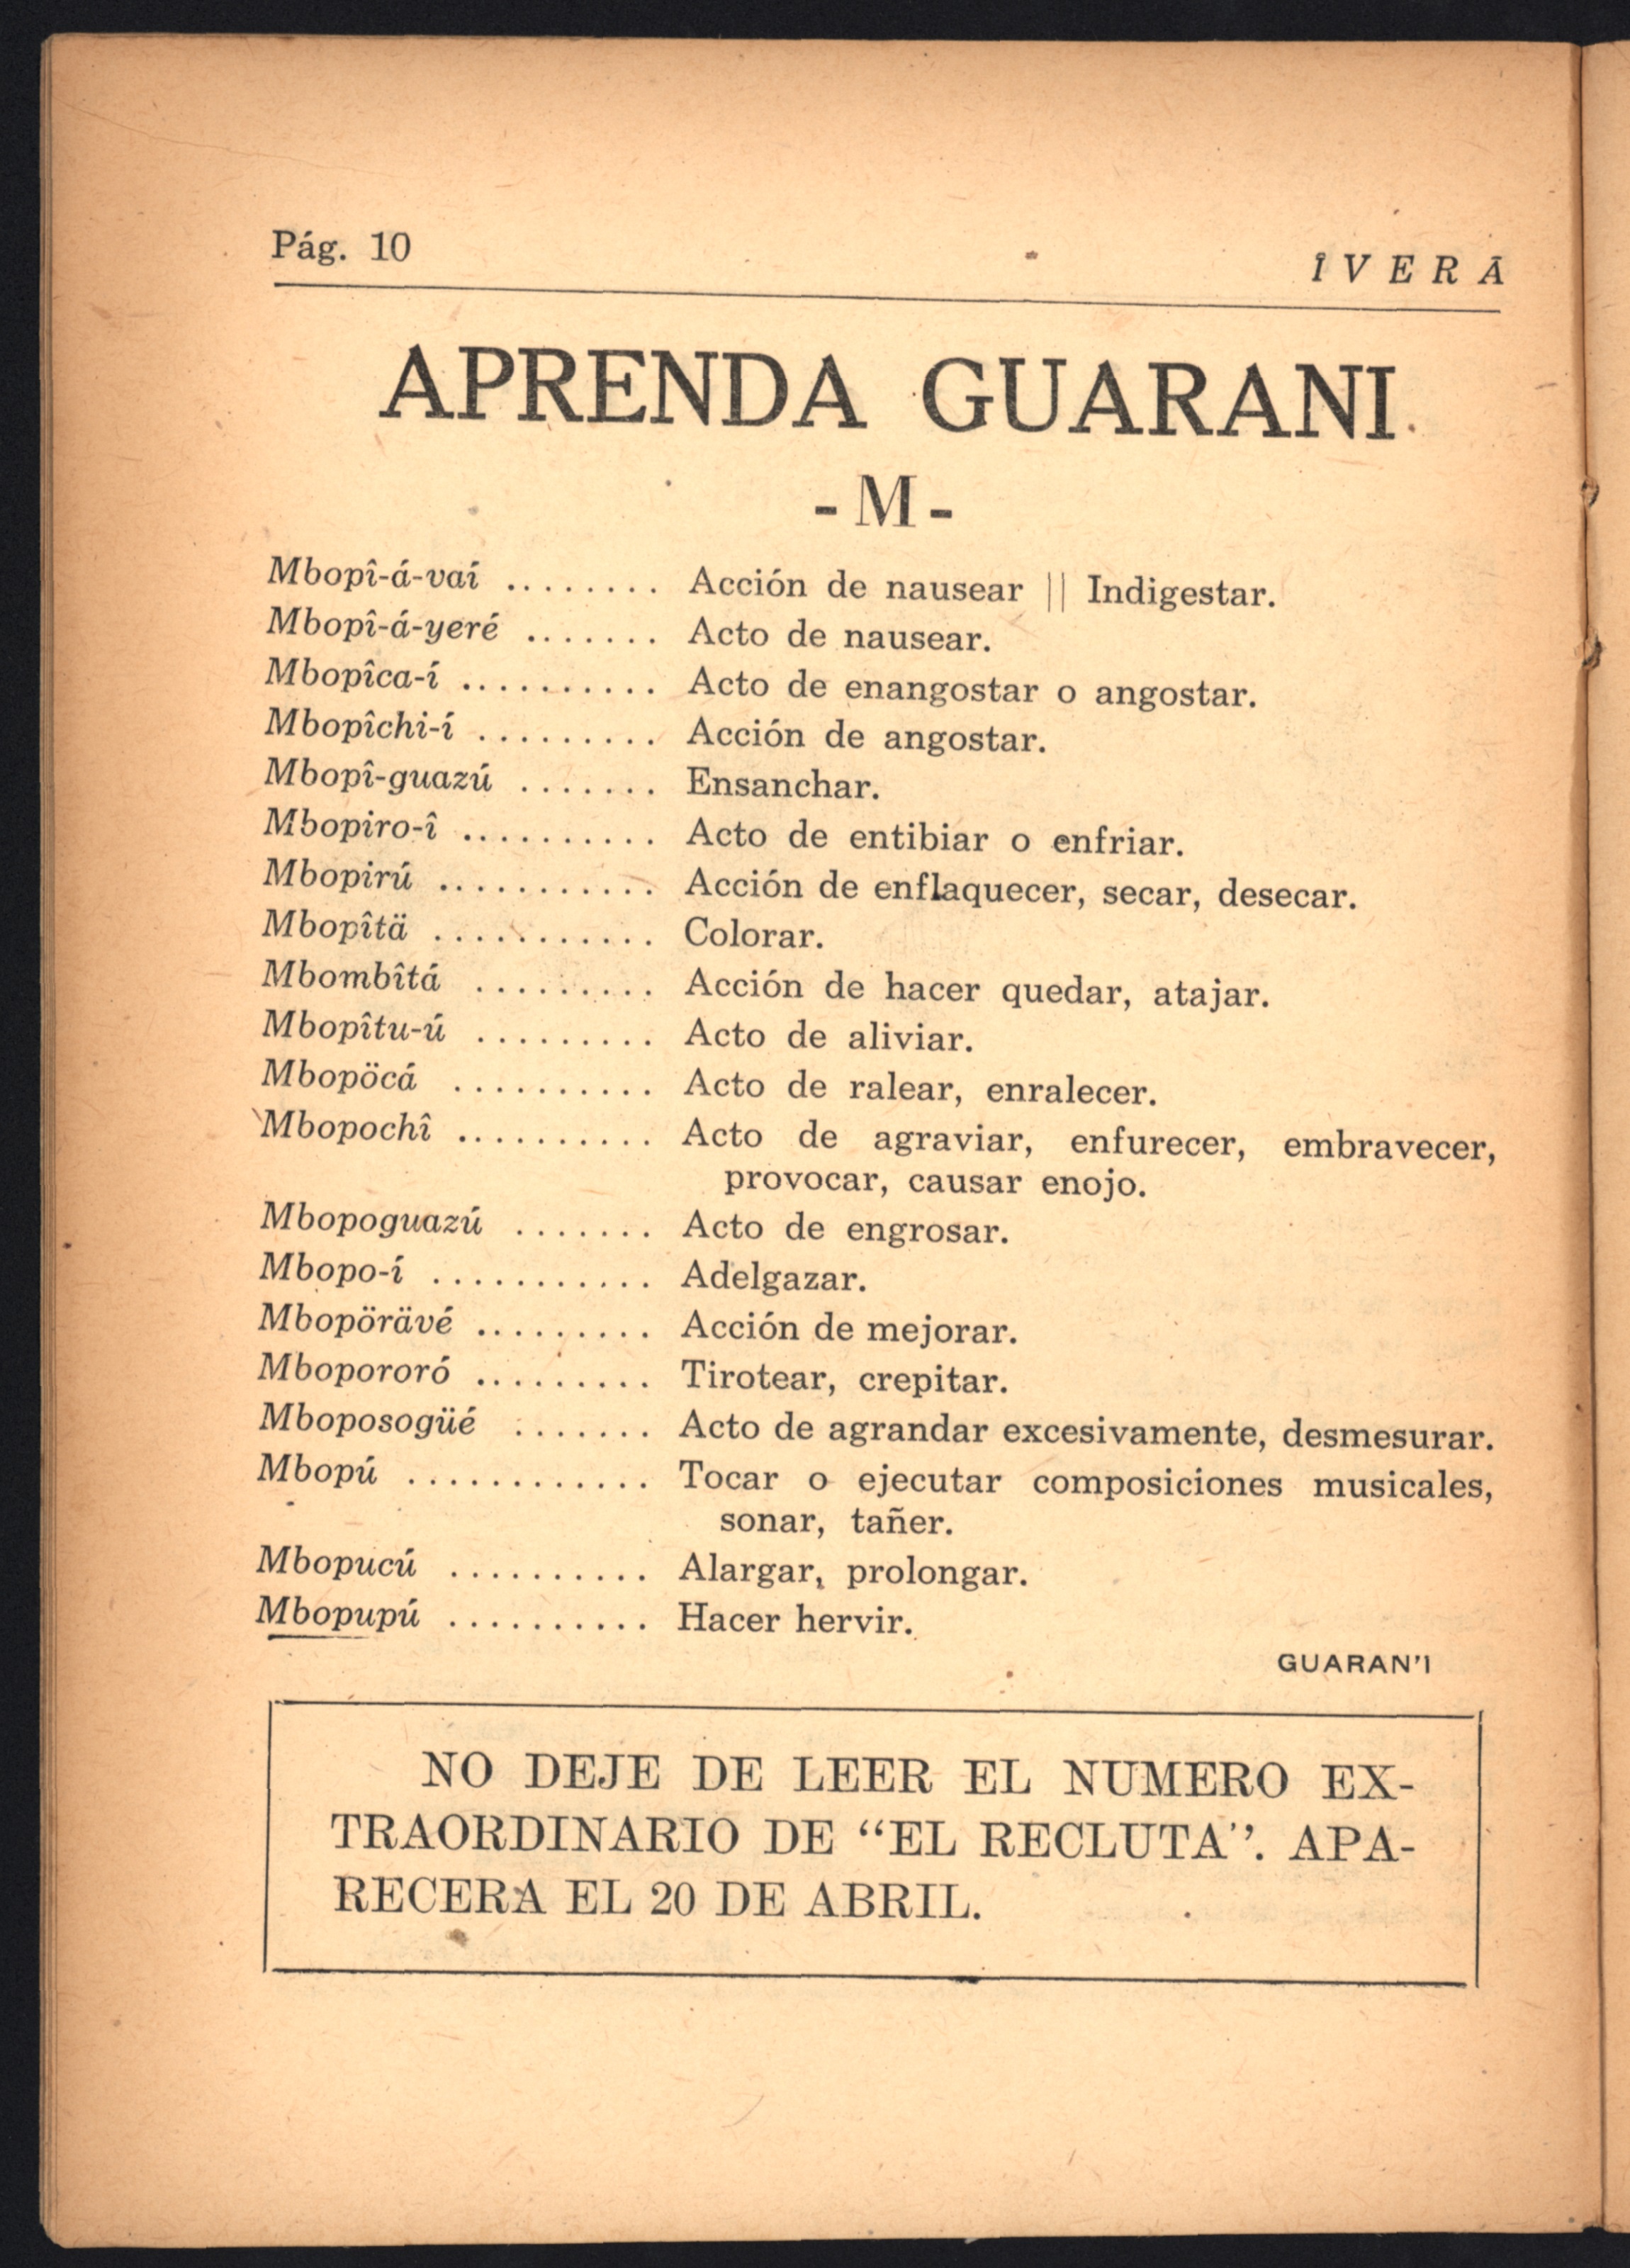 Pág. 10
ÎVERÄ
APRENDA GUARANI
- M -
Mbopî-á-vaí ........ Acción de nausear || Indigestar.
Mbopî-á-yeré ....... Acto de nausear.
Mbopîca-í .......... Acto de enangostar o angostar.
Mbopîchi-í ......... Acción de angostar.
Mbopî-guazú ....... Ensanchar.
Mbopiro-î .......... Acto de entibiar o enfriar.
Mbopirú ........... Acción de enflaquecer, secar, desecar.
Mbopîtä ........... Colorar.
Mbombîtá ......... Acción de hacer quedar, atajar.
Mbopîtu-ú ......... Acto de aliviar.
Mbopöcá .......... Acto de ralear, enralecer.
Mbopochî .......... Acto de agraviar, enfurecer, embravecer,
provocar, causar enojo.
Mbopoguazú ....... Acto de engrosar.
Mbopo-í ........... Adelgazar.
Mbopörävé ......... Acción de mejorar.
Mbopororó ......... Tirotear, crepitar.
Mboposogüé ....... Acto de agrandar excesivamente, desmesurar.
Mbopú ............ Tocar o ejecutar composiciones musicales,
sonar, tañer.
Mbopucú .......... Alargar, prolongar.
Mbopupú .......... Hacer hervir.
GUARAN'I
NO DEJE DE LEER EL NUMERO EX-
TRAORDINARIO DE "EL RECLUTA". APA-
RECERA EL 20 DE ABRIL.